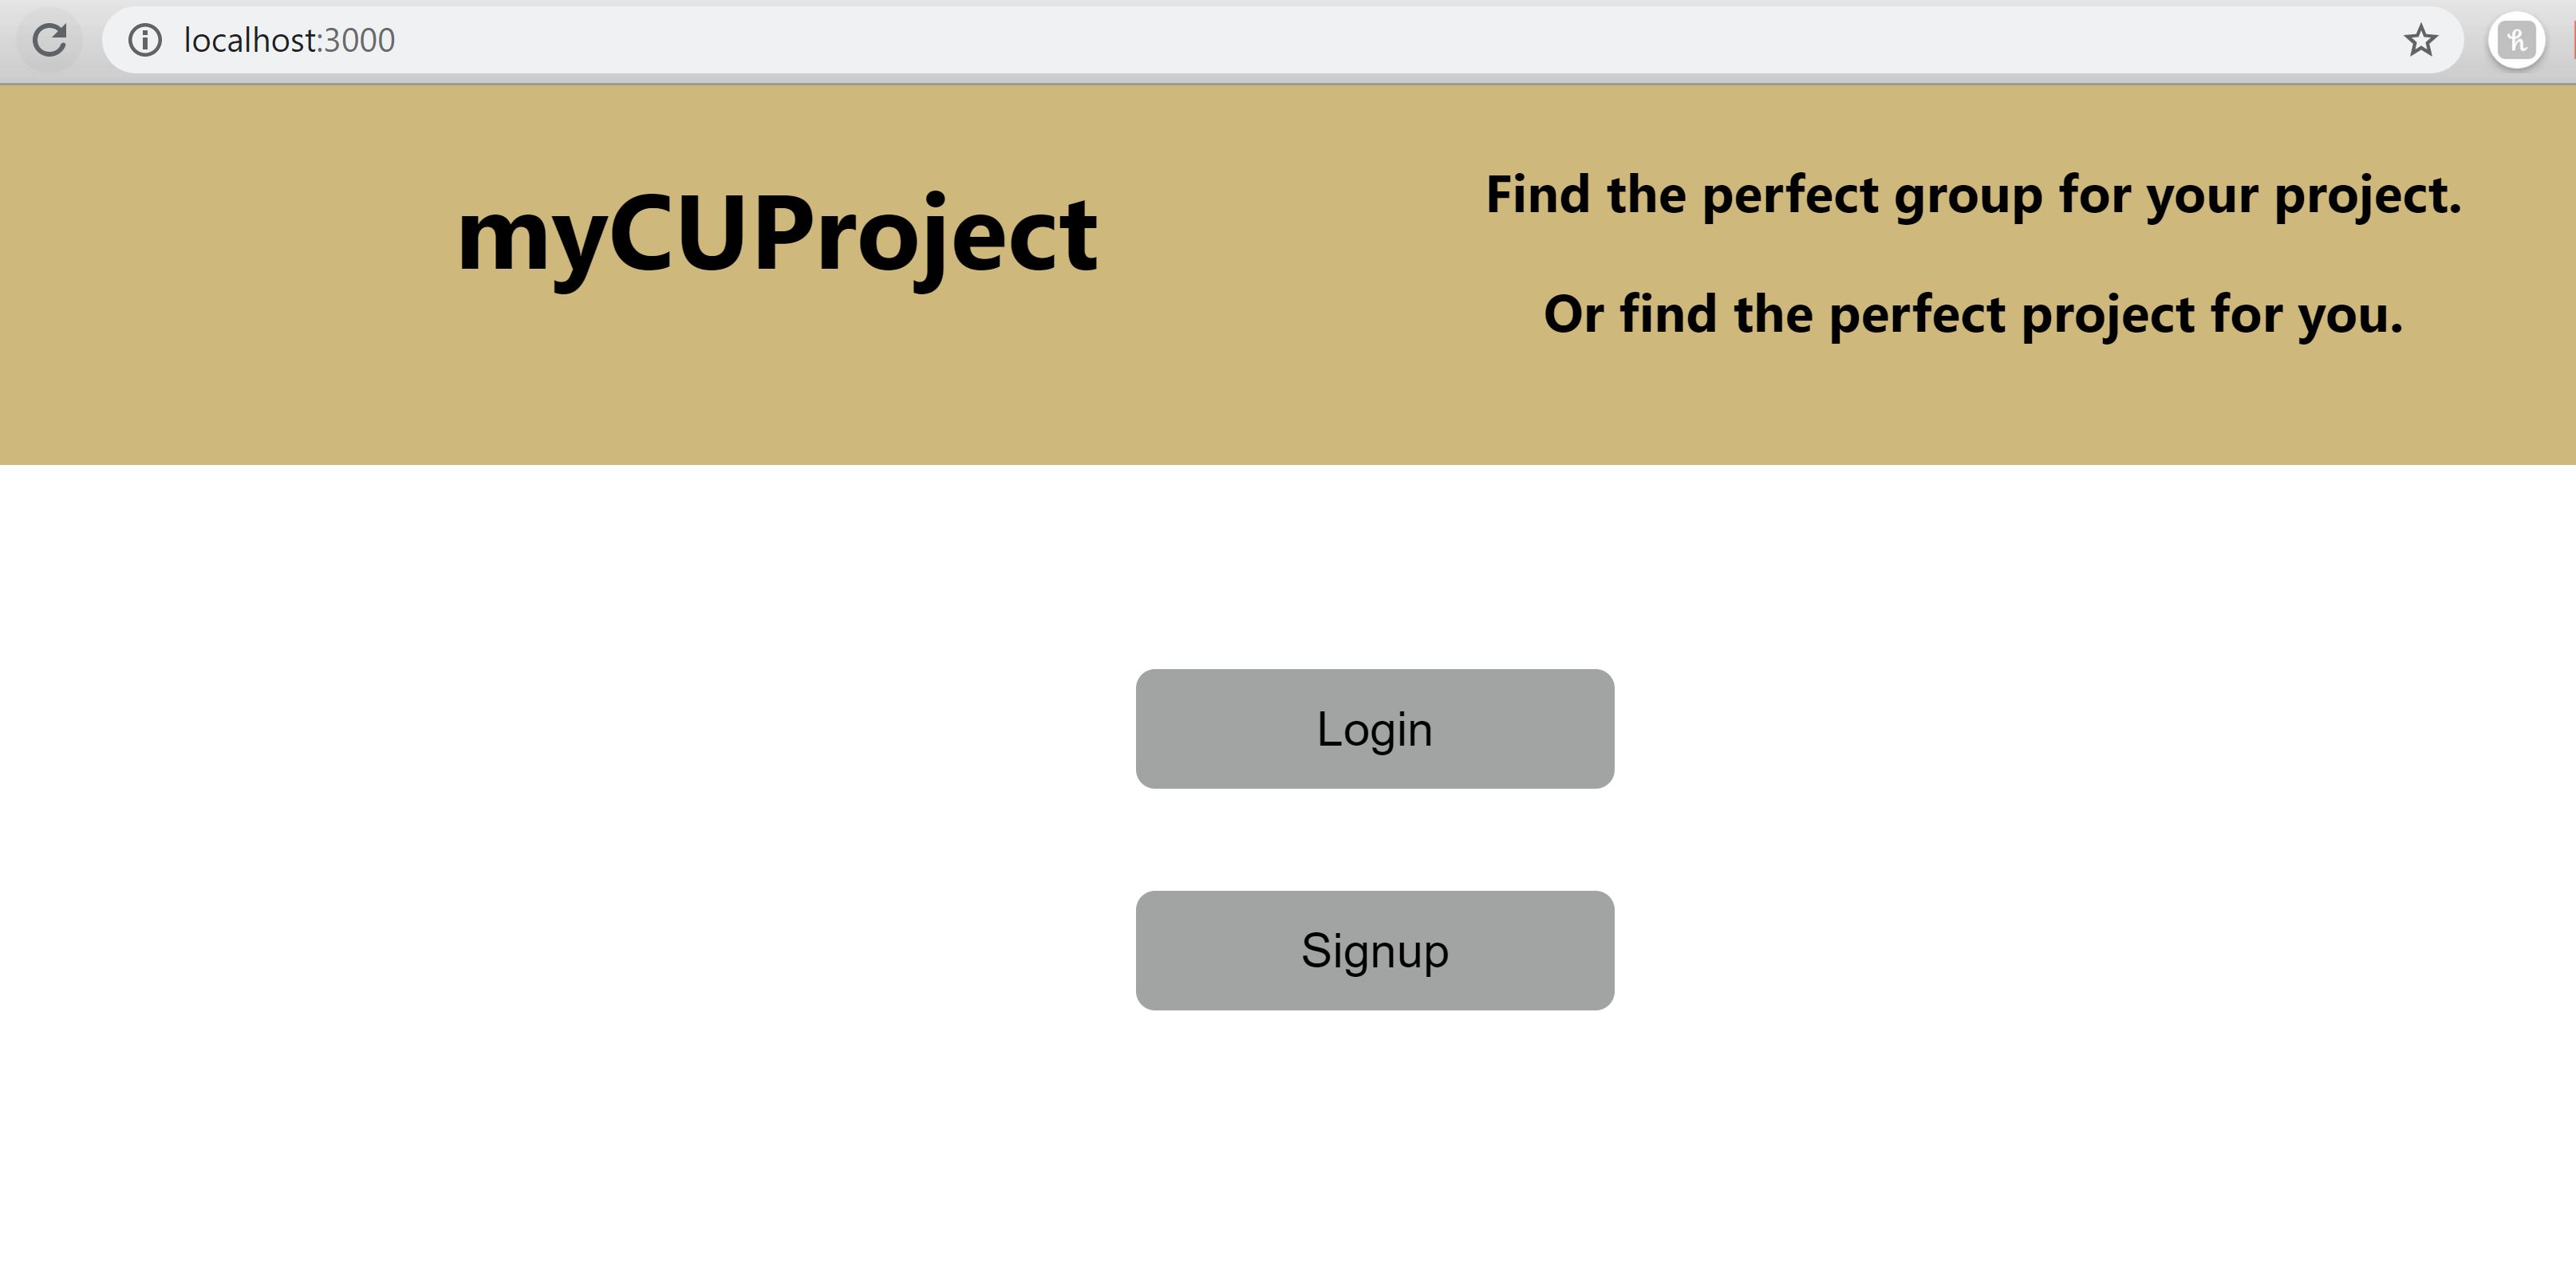 localhost:3000
myCUProject
Find the perfect group for your project.
Or find the perfect project for you.
Login
Signup